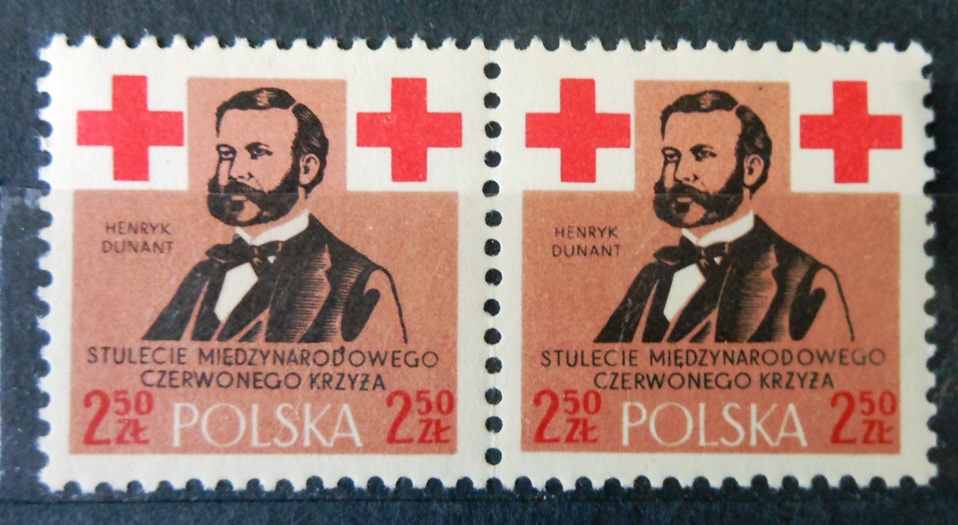 HENRYK
DUNANT
STULECIE MIĘDZYNARODOWEGO
CZERWONEGO KRZYŻA
2 50 ZŁ POLSKA 2 50 ZŁ
HENRYK
DUNANT
STULECIE MIĘDZYNARODOWEGO
CZERWONEGO KRZYŻA
2 50 ZŁ POLSKA 2 50 ZŁ